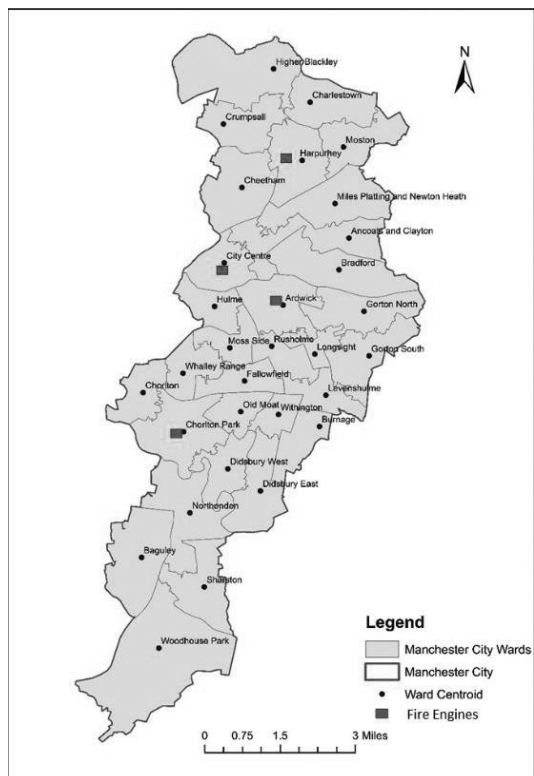 N
Higher Blackley
Charlestown
Crumpsall
Moston
Harpurhey
Cheetham
Miles Platting and Newton Heath
Ancoats and Clayton
City Centre
Bradford
Hulme
Ardwick
Gorton North
Moss Side
Rusholme
Longsight
Gorton South
Whalley Range
Fallowfield
Chorlton
Levenshulme
Old Moat
Withington
Burnage
Chorlton Park
Didsbury West
Didsbury East
Northenden
Baguley
Sharston
Woodhouse Park
Legend
Manchester City Wards
Manchester City
Ward Centroid
Fire Engines
0 0.75 1.5 3 Miles